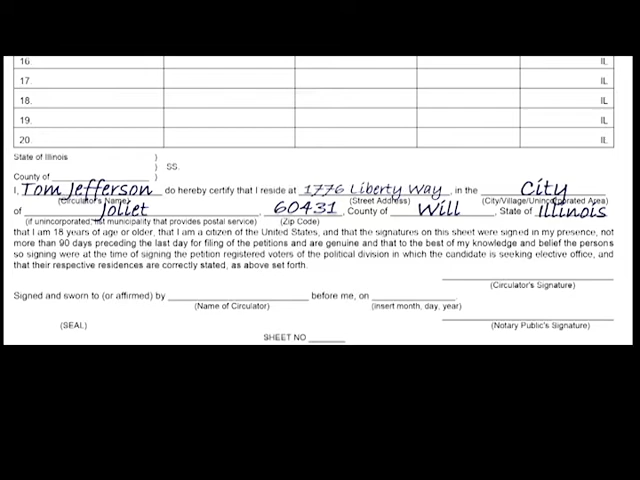 16. IL
17. IL
18. IL
19. IL
20. IL
State of Illinois )
) SS.
County of ____________ )
I, Tom Jefferson do hereby certify that I reside at 1776 Liberty Way, in the City
(Circulator's Name) (Street Address) (City/Village/Unincorporated Area)
of Joliet, 60431, County of Will, State of Illinois
(if unincorporated, list municipality that provides postal service) (Zip Code)
that I am 18 years of age or older, that I am a citizen of the United States, and that the signatures on this sheet were signed in my presence, not
more than 90 days preceding the last day for filing of the petitions and are genuine and that to the best of my knowledge and belief the persons
so signing were at the time of signing the petition registered voters of the political division in which the candidate is seeking elective office, and
that their respective residences are correctly stated, as above set forth.
(Circulator's Signature)
Signed and sworn to (or affirmed) by ____________ before me, on ____________.
(Name of Circulator) (insert month, day, year)
(SEAL) (Notary Public's Signature)
SHEET NO ______